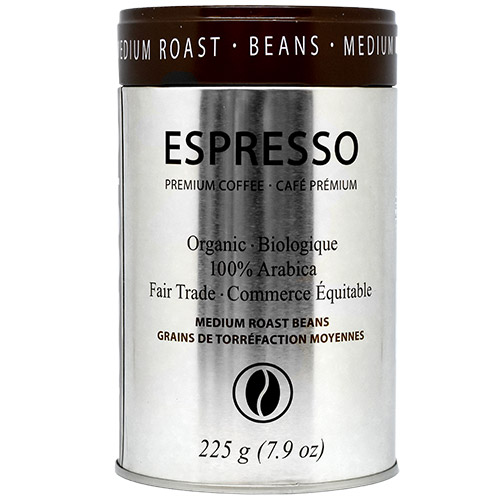 MEDIUM ROAST · BEANS · MEDIUM
ESPRESSO
PREMIUM COFFEE · CAFÉ PRÉMIUM
Organic · Biologique
100% Arabica
Fair Trade · Commerce Équitable
MEDIUM ROAST BEANS
GRAINS DE TORRÉFACTION MOYENNES
225 g (7.9 oz)